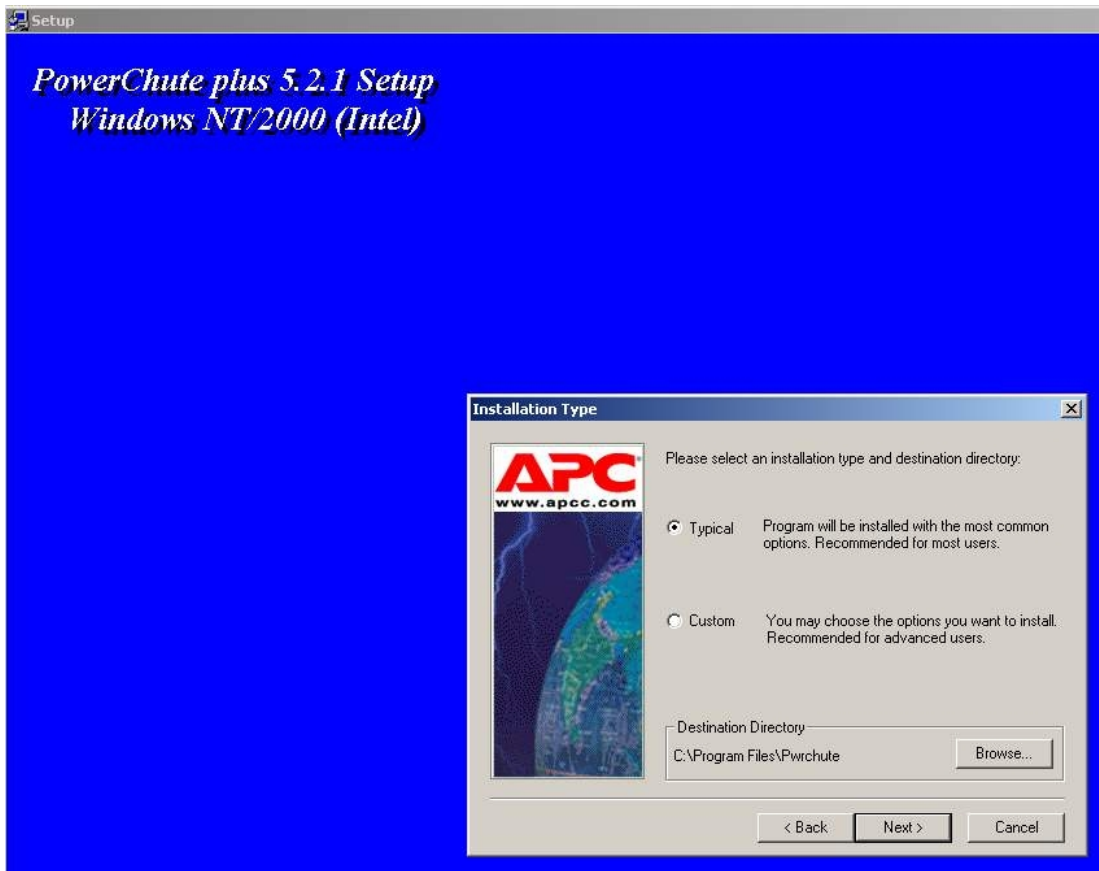 Setup
PowerChute plus 5.2.1 Setup
Windows NT/2000 (Intel)
Installation Type
APC
www.apcc.com
Please select an installation type and destination directory:
Typical
Program will be installed with the most common
options. Recommended for most users.
Custom
You may choose the options you want to install.
Recommended for advanced users.
Destination Directory
C:\Program Files\Pwrchute
Browse...
< Back
Next >
Cancel